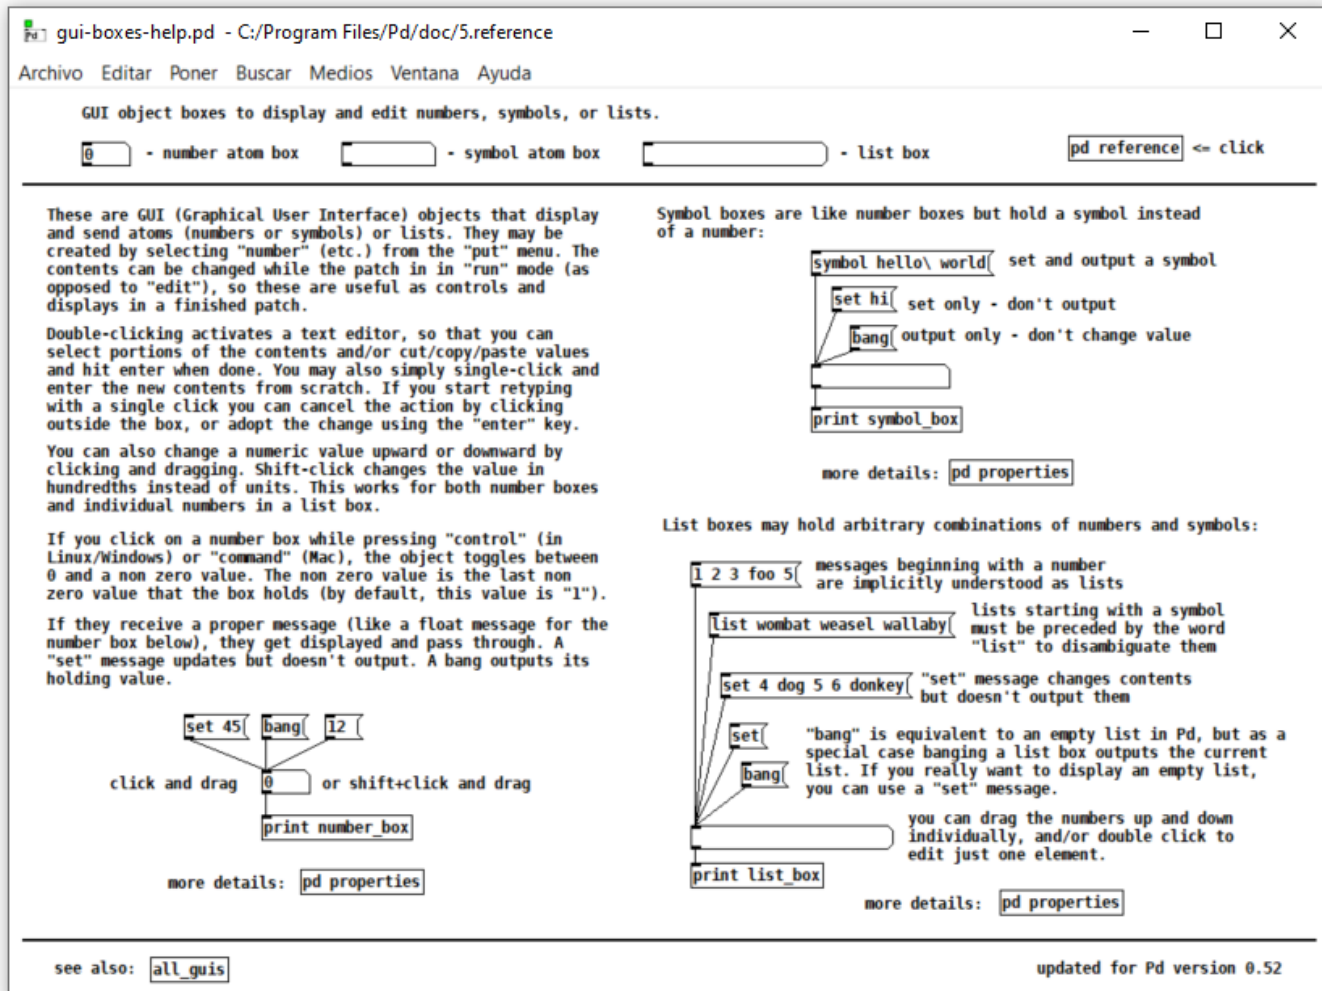 gui-boxes-help.pd - C:/Program Files/Pd/doc/5.reference
Archivo Editar Poner Buscar Medios Ventana Ayuda
GUI object boxes to display and edit numbers, symbols, or lists.
0 - number atom box - symbol atom box - list box pd reference <= click
These are GUI (Graphical User Interface) objects that display
and send atoms (numbers or symbols) or lists. They may be
created by selecting "number" (etc.) from the "put" menu. The
contents can be changed while the patch in in "run" mode (as
opposed to "edit"), so these are useful as controls and
displays in a finished patch.
Double-clicking activates a text editor, so that you can
select portions of the contents and/or cut/copy/paste values
and hit enter when done. You may also simply single-click and
enter the new contents from scratch. If you start retyping
with a single click you can cancel the action by clicking
outside the box, or adopt the change using the "enter" key.
You can also change a numeric value upward or downward by
clicking and dragging. Shift-click changes the value in
hundredths instead of units. This works for both number boxes
and individual numbers in a list box.
If you click on a number box while pressing "control" (in
Linux/Windows) or "command" (Mac), the object toggles between
0 and a non zero value. The non zero value is the last non
zero value that the box holds (by default, this value is "1").
If they receive a proper message (like a float message for the
number box below), they get displayed and pass through. A
"set" message updates but doesn't output. A bang outputs its
holding value.
set 45 bang 12
click and drag 0 or shift+click and drag
print number_box
more details: pd properties
Symbol boxes are like number boxes but hold a symbol instead
of a number:
symbol hello\ world set and output a symbol
set hi set only - don't output
bang output only - don't change value
print symbol_box
more details: pd properties
List boxes may hold arbitrary combinations of numbers and symbols:
1 2 3 foo 5 messages beginning with a number
are implicitly understood as lists
list wombat weasel wallaby lists starting with a symbol
must be preceded by the word
"list" to disambiguate them
set 4 dog 5 6 donkey "set" message changes contents
but doesn't output them
set "bang" is equivalent to an empty list in Pd, but as a
special case banging a list box outputs the current
bang list. If you really want to display an empty list,
you can use a "set" message.
you can drag the numbers up and down
individually, and/or double click to
edit just one element.
print list_box
more details: pd properties
see also: all_guis updated for Pd version 0.52